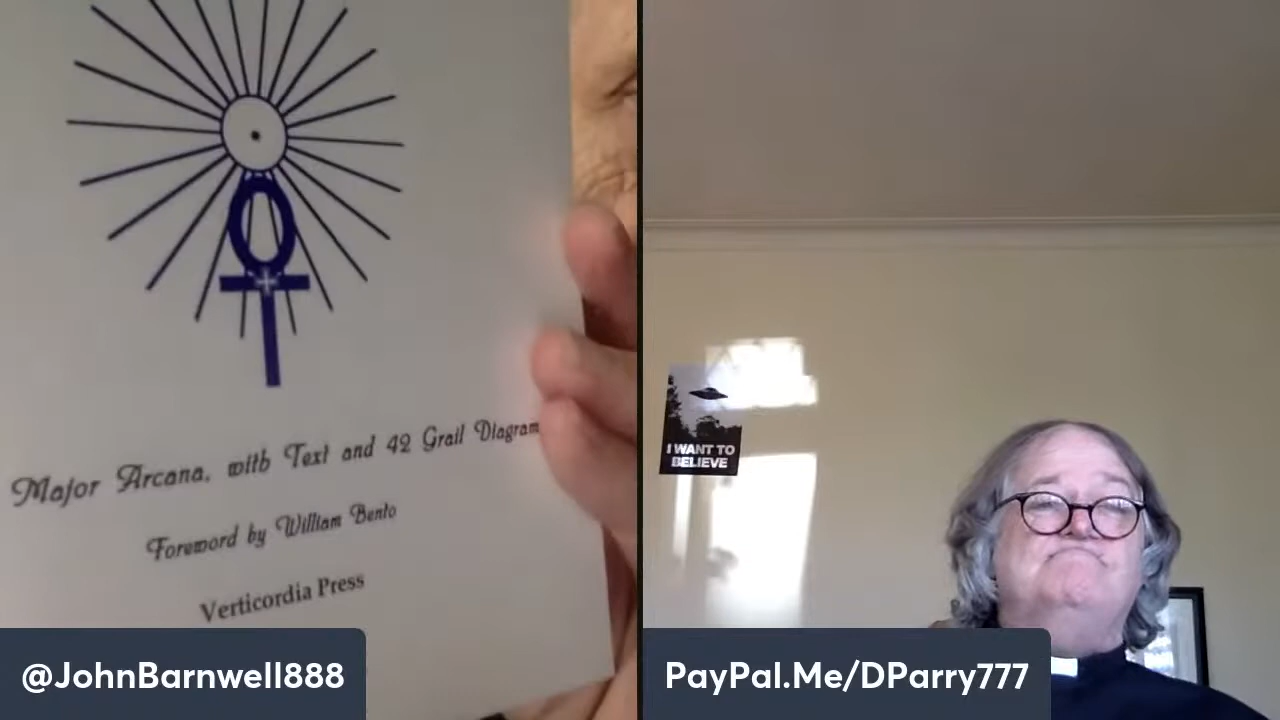 Major Arcana, with Text and 42 Grail Diagram
Foreword by William Bento
Verticordia Press
@JohnBarnwell888
I WANT TO
BELIEVE
PayPal.Me/DParry777